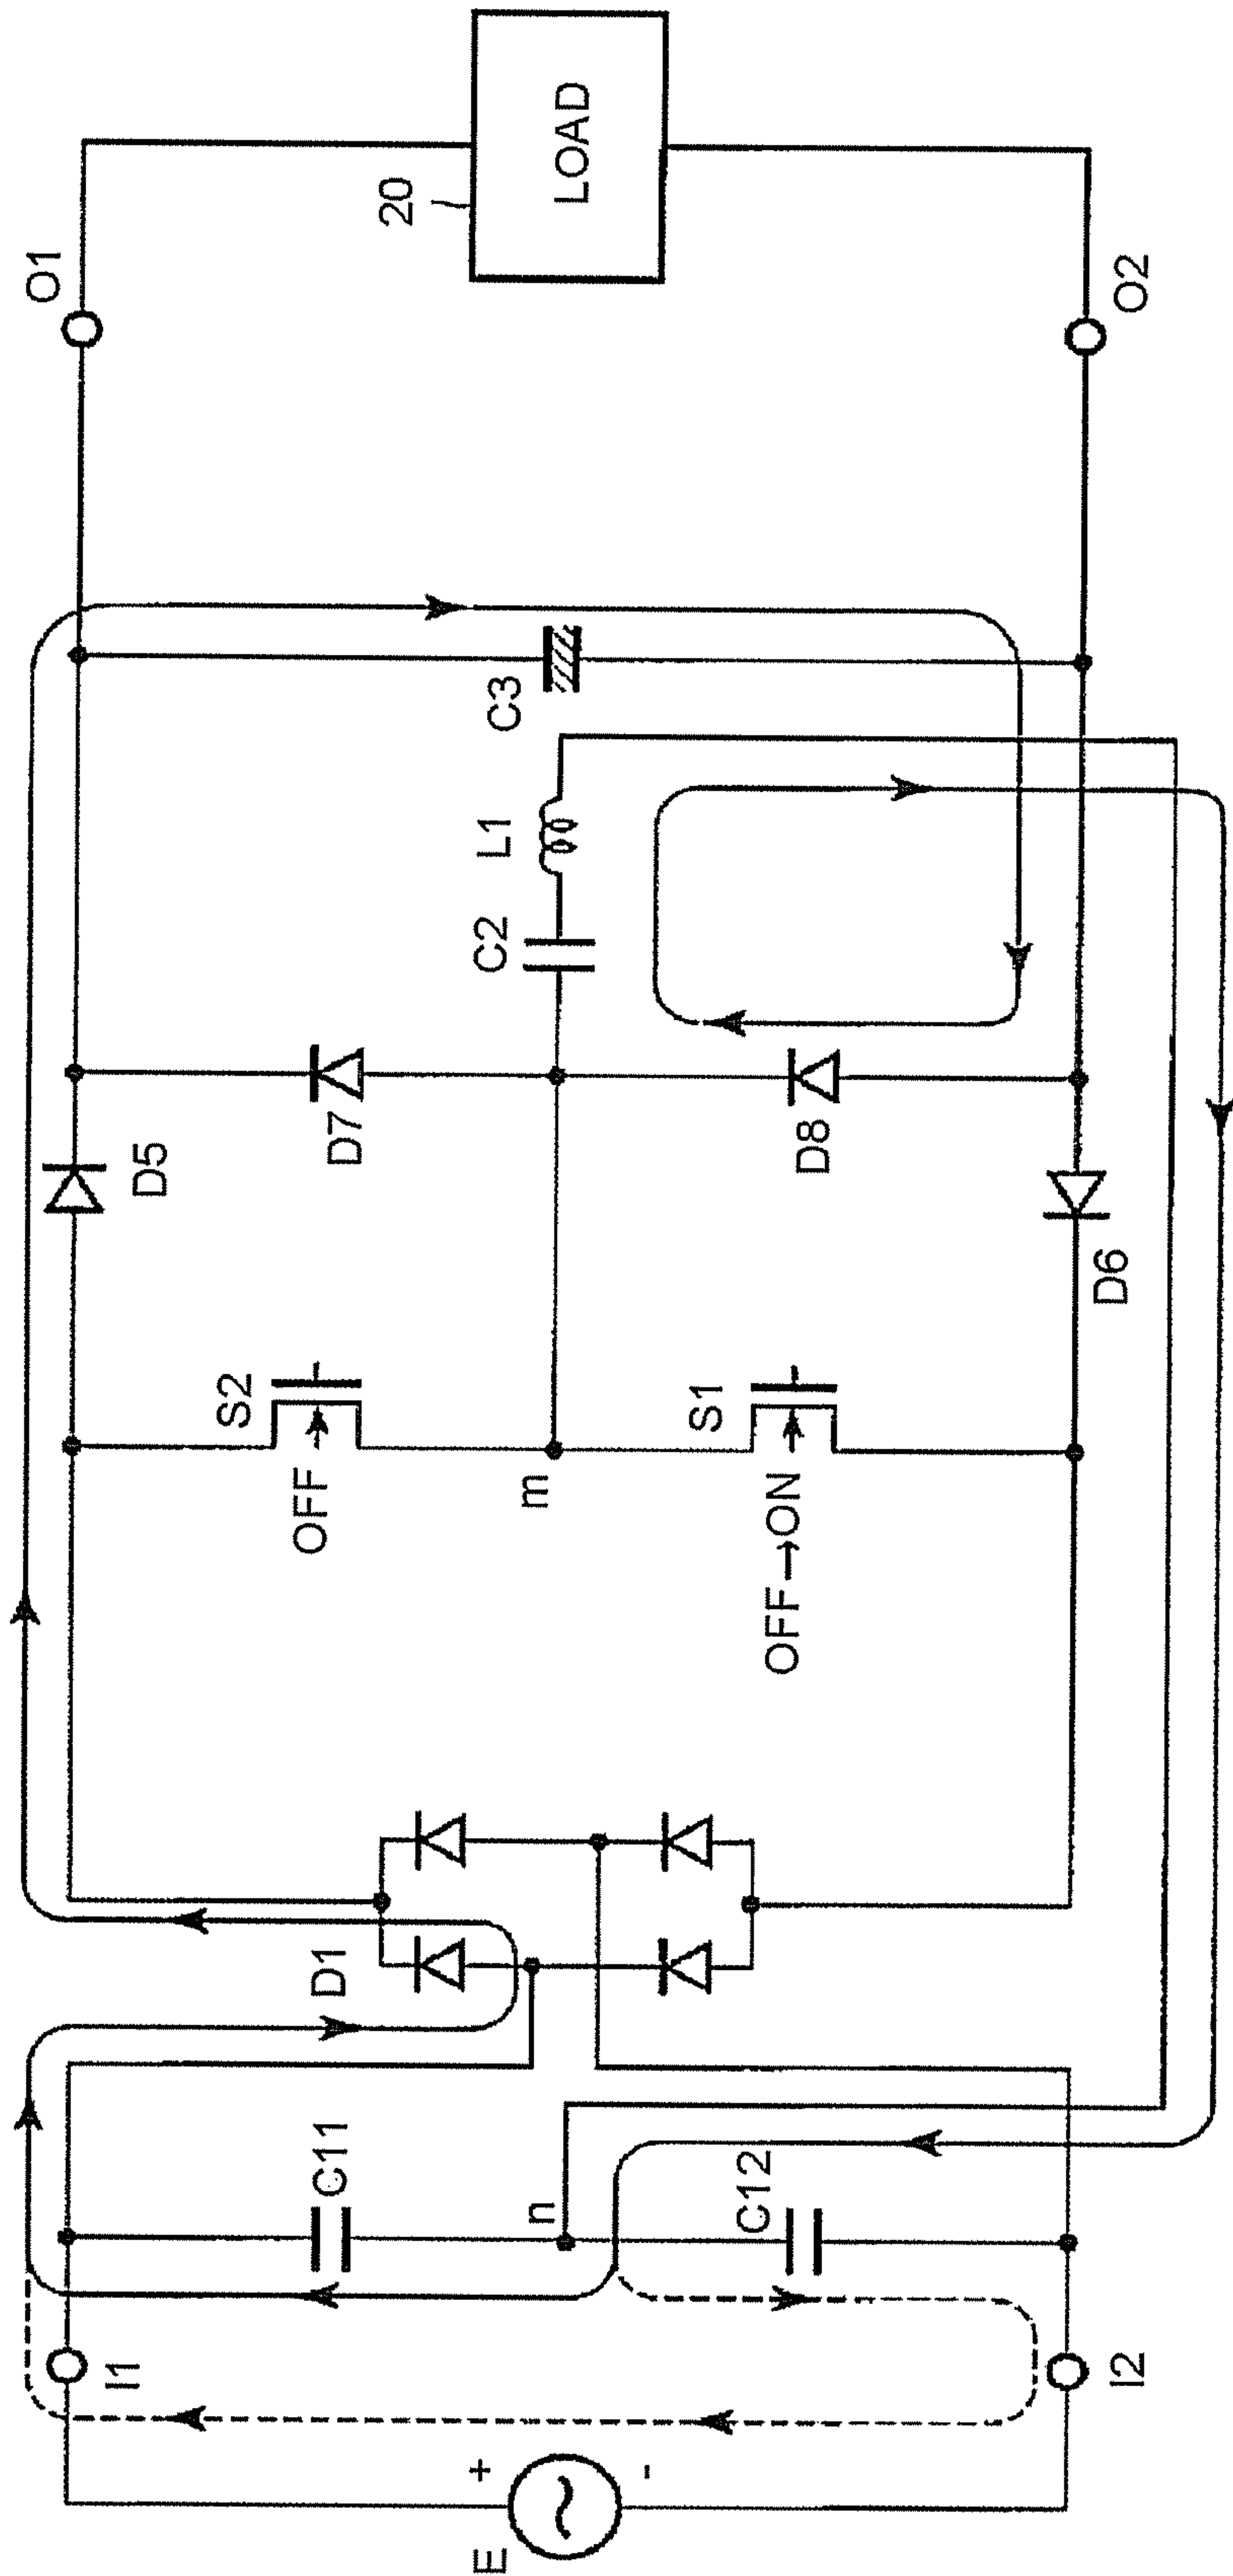 E
+
-
I1
I2
C11
n
C12
D1
S2
OFF
m
S1
OFF→ON
D5
D7
D8
D6
C2
L1
C3
O1
O2
20
LOAD